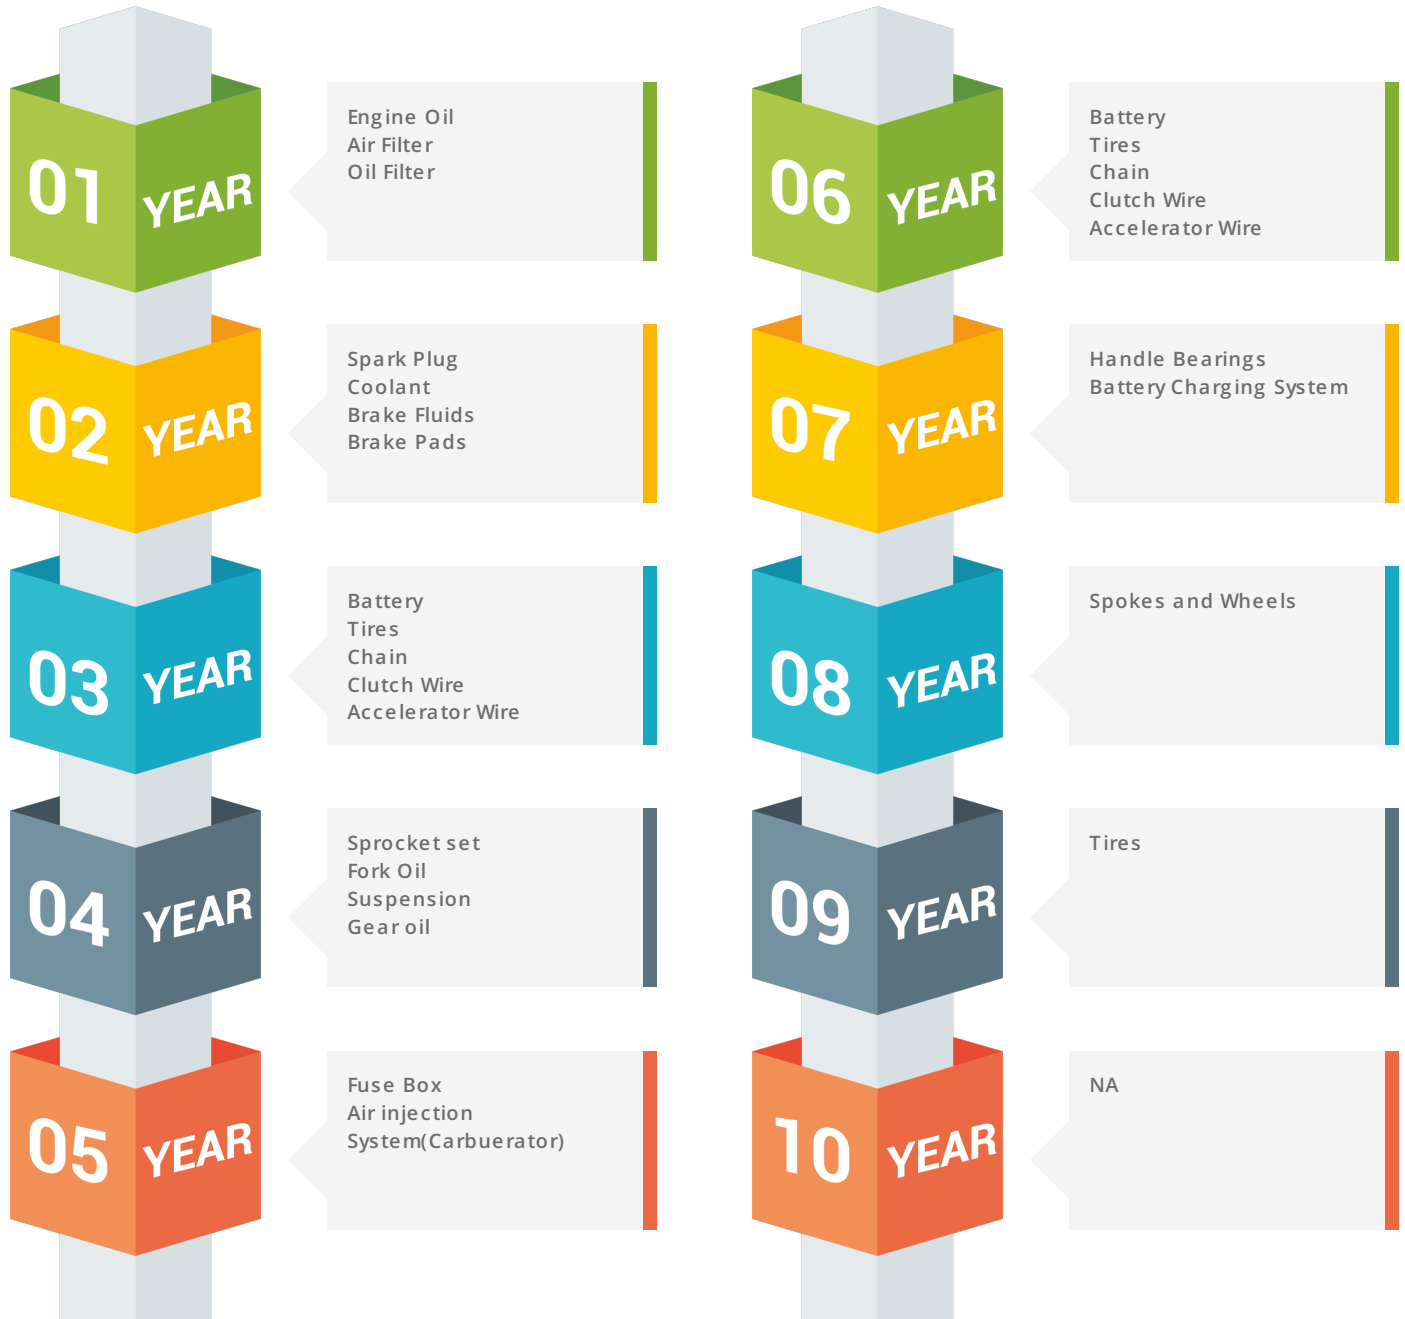 01 YEAR
Engine Oil
Air Filter
Oil Filter
02 YEAR
Spark Plug
Coolant
Brake Fluids
Brake Pads
03 YEAR
Battery
Tires
Chain
Clutch Wire
Accelerator Wire
04 YEAR
Sprocket set
Fork Oil
Suspension
Gear oil
05 YEAR
Fuse Box
Air injection
System(Carbuerator)
06 YEAR
Battery
Tires
Chain
Clutch Wire
Accelerator Wire
07 YEAR
Handle Bearings
Battery Charging System
08 YEAR
Spokes and Wheels
09 YEAR
Tires
10 YEAR
NA